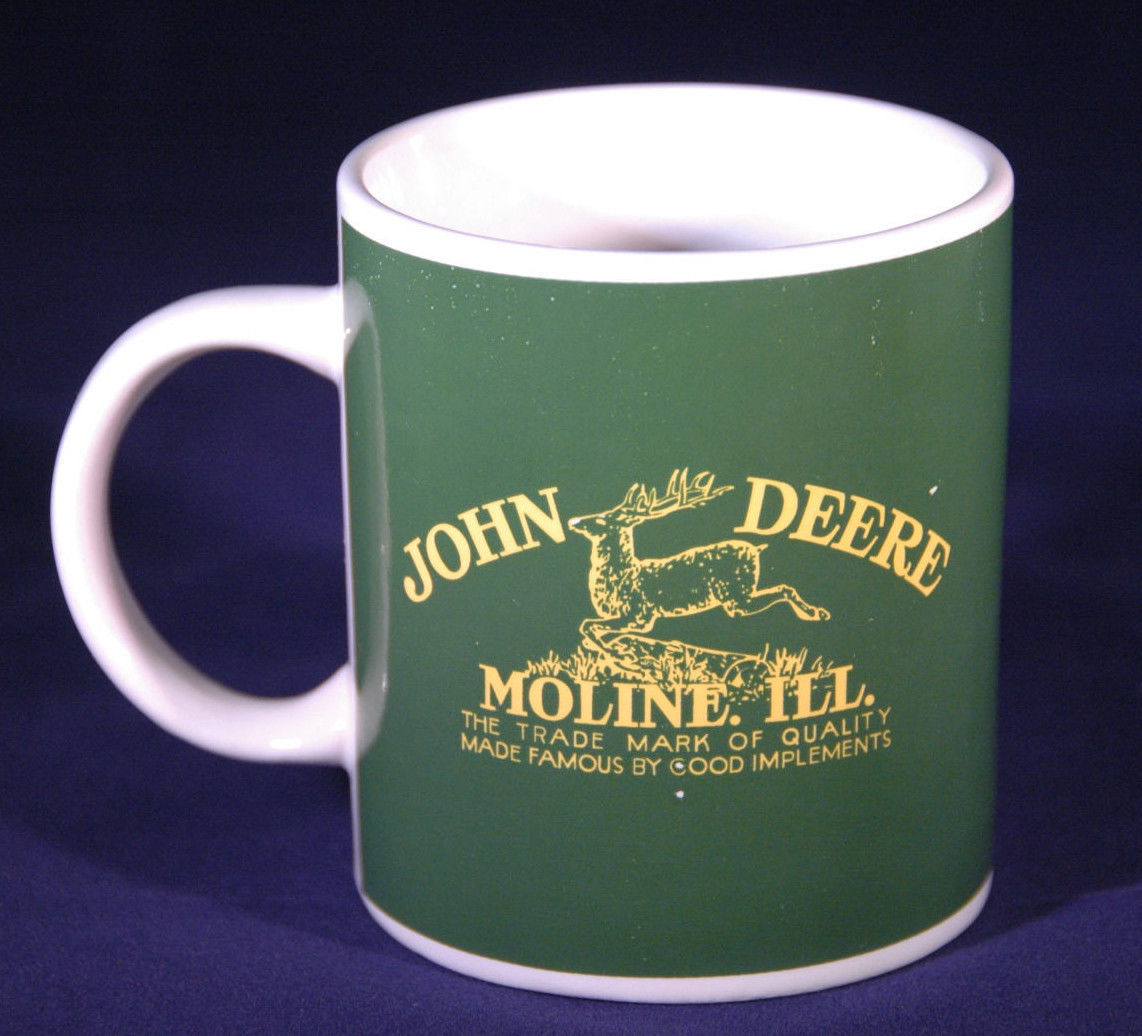 JOHN DEERE
MOLINE. ILL.
THE TRADE MARK OF QUALITY
MADE FAMOUS BY GOOD IMPLEMENTS